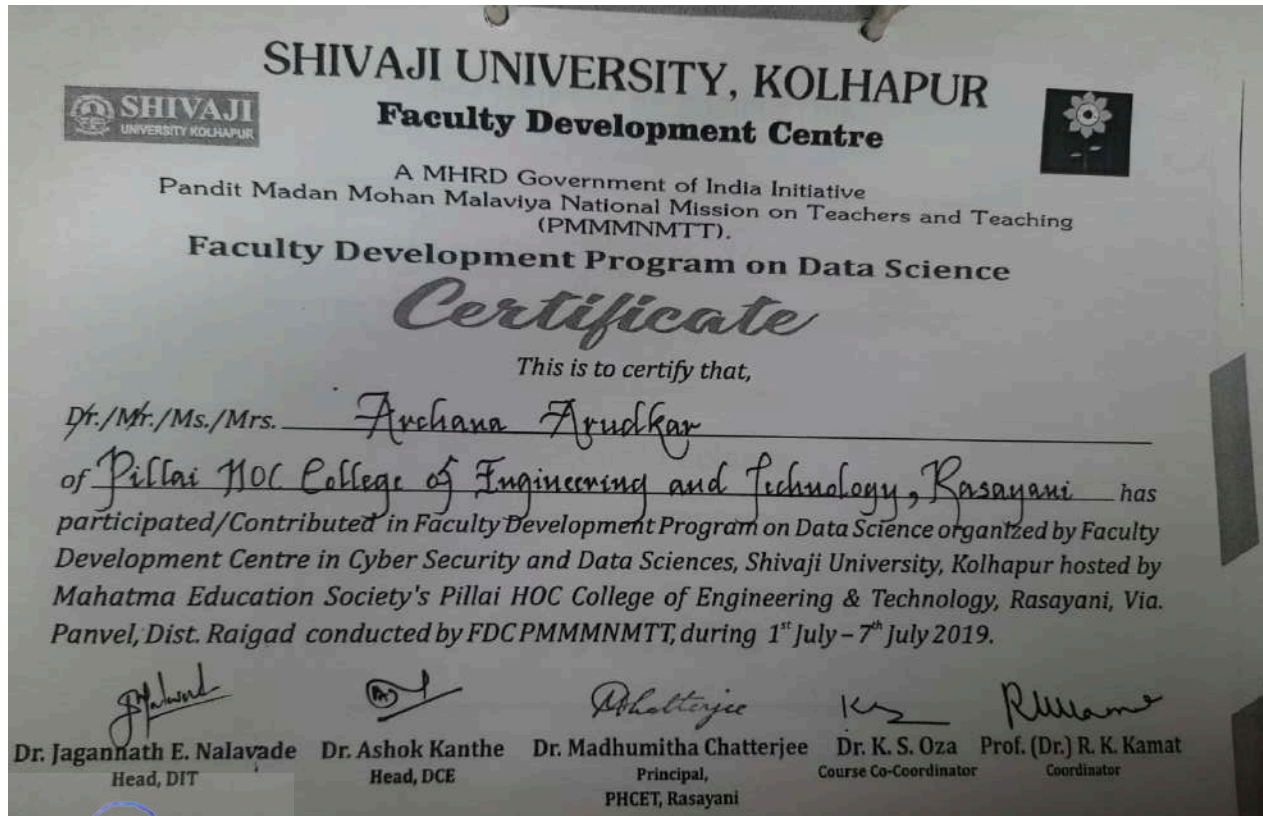 SHIVAJI UNIVERSITY, KOLHAPUR
SHIVAJI
UNIVERSITY KOLHAPUR
Faculty Development Centre
A MHRD Government of India Initiative
Pandit Madan Mohan Malaviya National Mission on Teachers and Teaching
(PMMMNMTT).
Faculty Development Program on Data Science
Certificate
This is to certify that,
Dr./Mr./Ms./Mrs. Archana Arudkar
of Pillai HOC College of Engineering and Technology, Rasayani has
participated/Contributed in Faculty Development Program on Data Science organized by Faculty
Development Centre in Cyber Security and Data Sciences, Shivaji University, Kolhapur hosted by
Mahatma Education Society's Pillai HOC College of Engineering & Technology, Rasayani, Via.
Panvel, Dist. Raigad conducted by FDC PMMMNMTT, during 1st July – 7th July 2019.
Dr. Jagannath E. Nalavade Dr. Ashok Kanthe Dr. Madhumitha Chatterjee Dr. K. S. Oza Prof. (Dr.) R. K. Kamat
Head, DIT Head, DCE Principal, Course Co-Coordinator Coordinator
PHCET, Rasayani